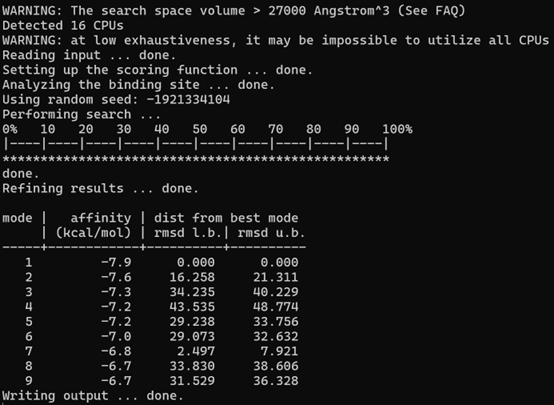 WARNING: The search space volume > 27000 Angstrom^3 (See FAQ)
Detected 16 CPUs
WARNING: at low exhaustiveness, it may be impossible to utilize all CPUs
Reading input ... done.
Setting up the scoring function ... done.
Analyzing the binding site ... done.
Using random seed: -1921334104
Performing search ...
0%   10   20   30   40   50   60   70   80   90   100%
|----|----|----|----|----|----|----|----|----|----|
***************************************************
done.
Refining results ... done.

mode |   affinity | dist from best mode
     | (kcal/mol) | rmsd l.b.| rmsd u.b.
-----+------------+----------+----------
   1         -7.9      0.000      0.000
   2         -7.6     16.258     21.311
   3         -7.3     34.235     40.229
   4         -7.2     43.535     48.774
   5         -7.2     29.238     33.756
   6         -7.0     29.073     32.632
   7         -6.8      2.497      7.921
   8         -6.7     33.830     38.606
   9         -6.7     31.529     36.328
Writing output ... done.